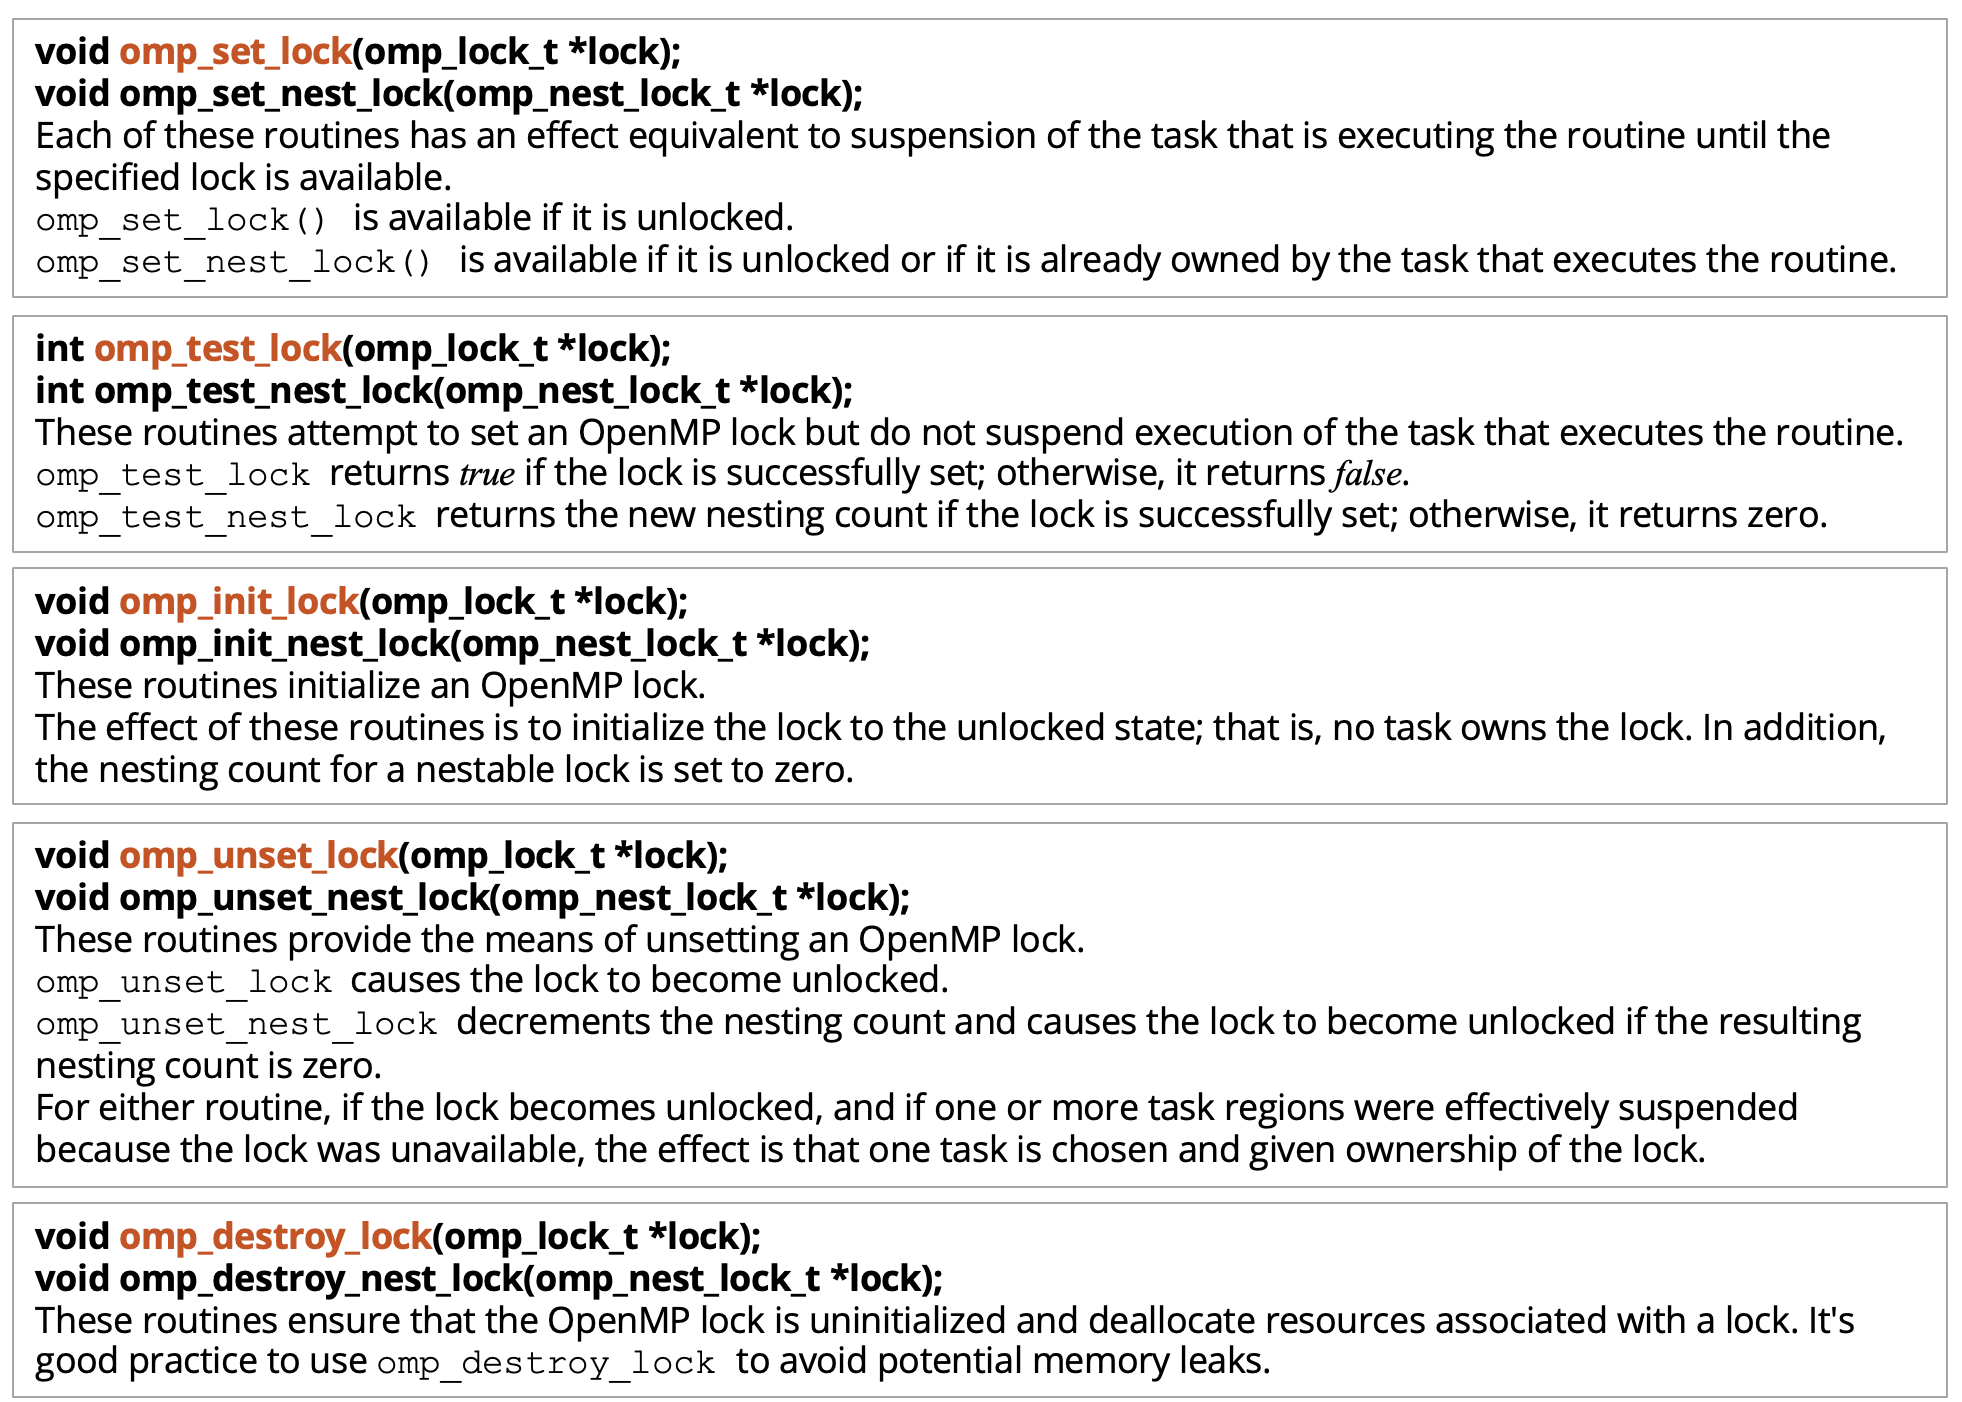 void omp_set_lock(omp_lock_t *lock);
void omp_set_nest_lock(omp_nest_lock_t *lock);
Each of these routines has an effect equivalent to suspension of the task that is executing the routine until the
specified lock is available.
omp_set_lock() is available if it is unlocked.
omp_set_nest_lock() is available if it is unlocked or if it is already owned by the task that executes the routine.
int omp_test_lock(omp_lock_t *lock);
int omp_test_nest_lock(omp_nest_lock_t *lock);
These routines attempt to set an OpenMP lock but do not suspend execution of the task that executes the routine.
omp_test_lock returns true if the lock is successfully set; otherwise, it returns false.
omp_test_nest_lock returns the new nesting count if the lock is successfully set; otherwise, it returns zero.
void omp_init_lock(omp_lock_t *lock);
void omp_init_nest_lock(omp_nest_lock_t *lock);
These routines initialize an OpenMP lock.
The effect of these routines is to initialize the lock to the unlocked state; that is, no task owns the lock. In addition,
the nesting count for a nestable lock is set to zero.
void omp_unset_lock(omp_lock_t *lock);
void omp_unset_nest_lock(omp_nest_lock_t *lock);
These routines provide the means of unsetting an OpenMP lock.
omp_unset_lock causes the lock to become unlocked.
omp_unset_nest_lock decrements the nesting count and causes the lock to become unlocked if the resulting
nesting count is zero.
For either routine, if the lock becomes unlocked, and if one or more task regions were effectively suspended
because the lock was unavailable, the effect is that one task is chosen and given ownership of the lock.
void omp_destroy_lock(omp_lock_t *lock);
void omp_destroy_nest_lock(omp_nest_lock_t *lock);
These routines ensure that the OpenMP lock is uninitialized and deallocate resources associated with a lock. It's
good practice to use omp_destroy_lock to avoid potential memory leaks.